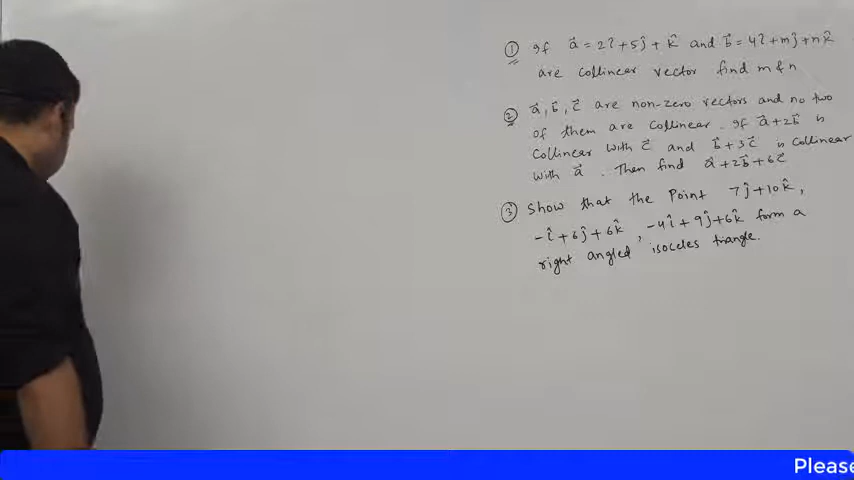 ① If a⃗ = 2î+5ĵ+k̂ and b⃗ = 4î+mĵ+nk̂
are collinear vector find m & n
② a⃗, b⃗, c⃗ are non-zero vectors and no two
of them are collinear. If a⃗+2b⃗ is
collinear with c⃗ and b⃗+3c⃗ is collinear
with a⃗. Then find a⃗+2b⃗+6c⃗
③ Show that the Point 7ĵ+10k̂,
-î+6ĵ+6k̂, -4î+9ĵ+6k̂ form a
right angled isoceles triangle.
Please